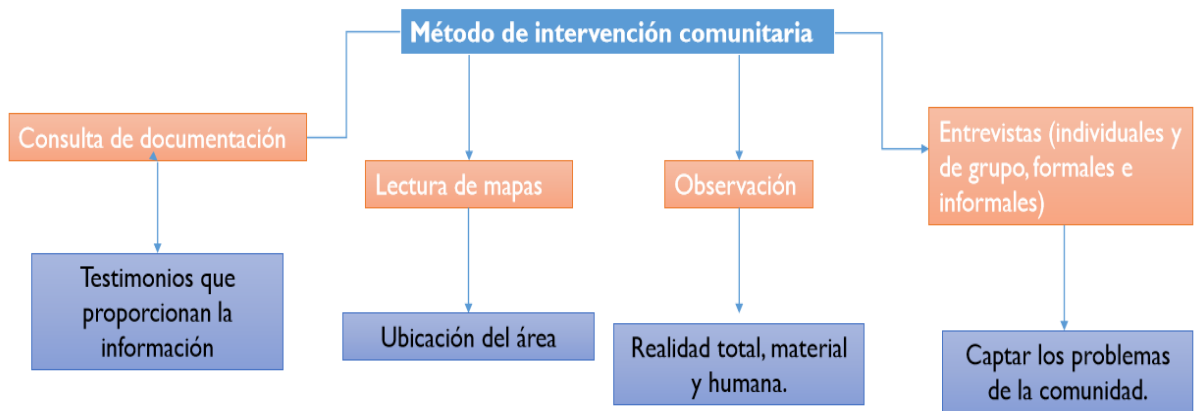 Método de intervención comunitaria
Consulta de documentación
Lectura de mapas
Observación
Entrevistas (individuales y
de grupo, formales e
informales)
Testimonios que
proporcionan la
información
Ubicación del área
Realidad total, material
y humana.
Captar los problemas
de la comunidad.